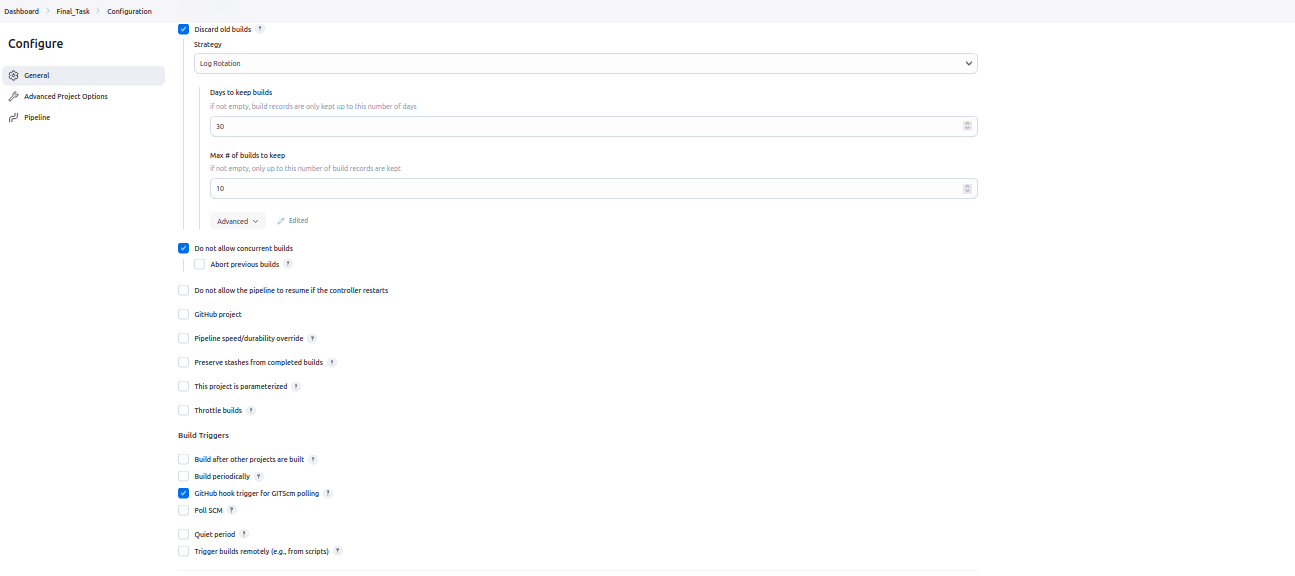 Dashboard > Final_Task > Configuration
Configure
General
Advanced Project Options
Pipeline
Discard old builds ?
Strategy
Log Rotation
Days to keep builds
if not empty, build records are only kept up to this number of days
30
Max # of builds to keep
if not empty, only up to this number of build records are kept
10
Advanced Edited
Do not allow concurrent builds
Abort previous builds ?
Do not allow the pipeline to resume if the controller restarts
GitHub project
Pipeline speed/durability override ?
Preserve stashes from completed builds ?
This project is parameterized ?
Throttle builds ?
Build Triggers
Build after other projects are built ?
Build periodically ?
GitHub hook trigger for GITScm polling ?
Poll SCM ?
Quiet period ?
Trigger builds remotely (e.g., from scripts) ?